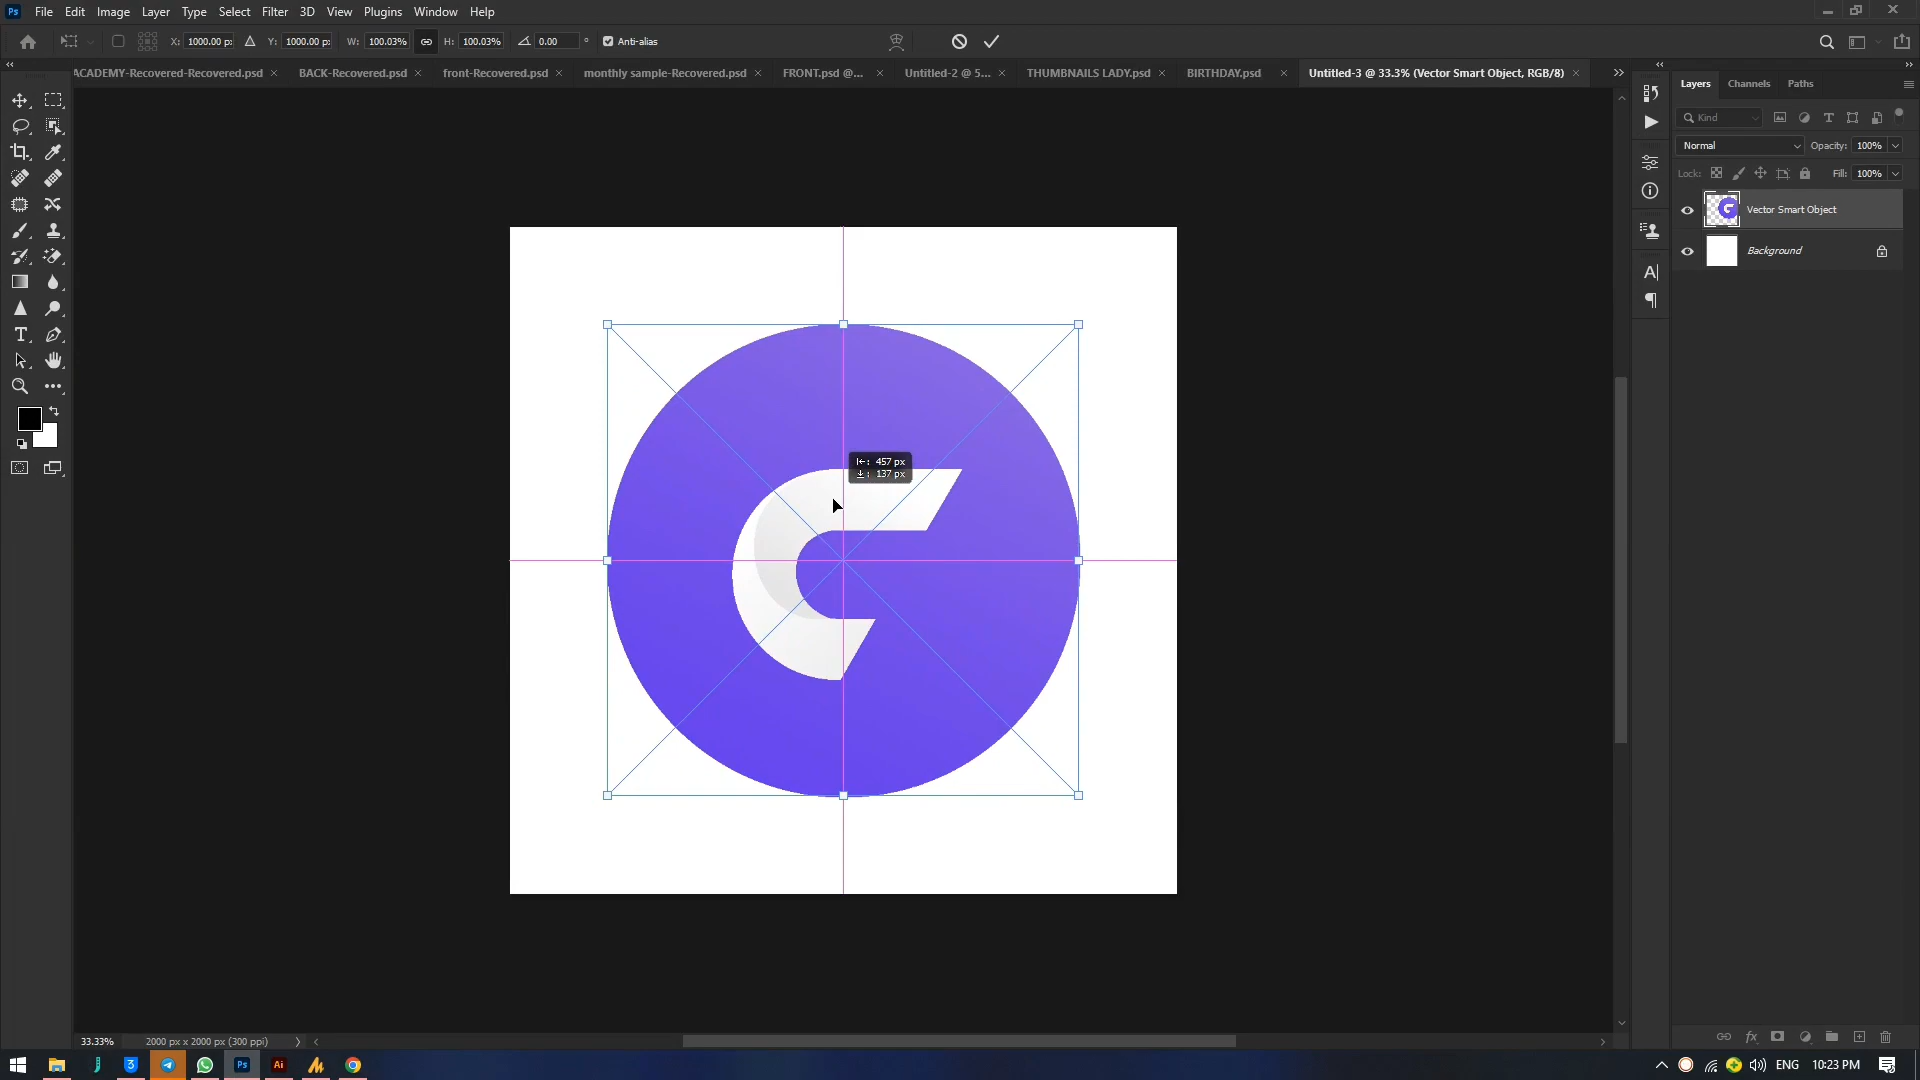 Ps File Edit Image Layer Type Select Filter 3D View Plugins Window Help
X: 1000.00 p: Y: 1000.00 p: W: 100.03% H: 100.03% 0.00 ° Anti-alias
ACADEMY-Recovered-Recovered.psd × BACK-Recovered.psd × front-Recovered.psd × monthly sample-Recovered.psd × FRONT.psd @... × Untitled-2 @ 5... × THUMBNAILS LADY.psd × BIRTHDAY.psd × Untitled-3 @ 33.3% (Vector Smart Object, RGB/8) ×
Layers Channels Paths
Kind
Normal Opacity: 100%
Lock: Fill: 100%
Vector Smart Object
Background
457 px
137 px
33.33% 2000 px x 2000 px (300 ppi)
Ps Ai ENG 10:23 PM